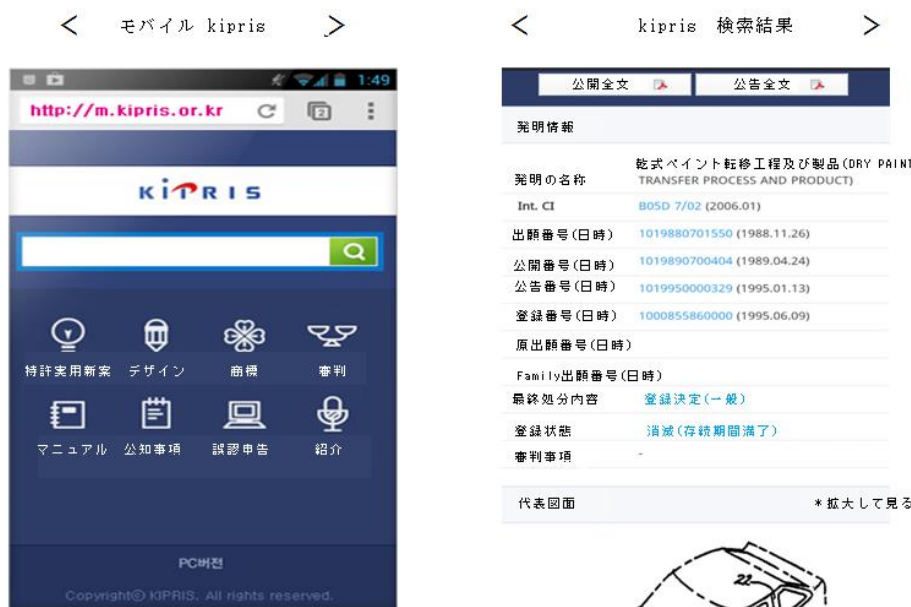 < モバイル kipris >
1:49
http://m.kipris.or.kr
2
KIPRIS
特許実用新案 デザイン 商標 審判
マニュアル 公知事項 誤謬申告 紹介
PC버전
Copyright© KIPRIS. All rights reserved.
< kipris 検索結果 >
公開全文 公告全文
発明情報
発明の名称 乾式ペイント転移工程及び製品(DRY PAINT
TRANSFER PROCESS AND PRODUCT)
Int. CI B05D 7/02 (2006.01)
出願番号(日時) 1019880701550 (1988.11.26)
公開番号(日時) 1019890700404 (1989.04.24)
公告番号(日時) 1019950000329 (1995.01.13)
登録番号(日時) 1000855860000 (1995.06.09)
原出願番号(日時)
Family出願番号(日時)
最終処分内容 登録決定(一般)
登録状態 消滅(存続期間満了)
審判事項 -
代表図面 *拡大して見る
22